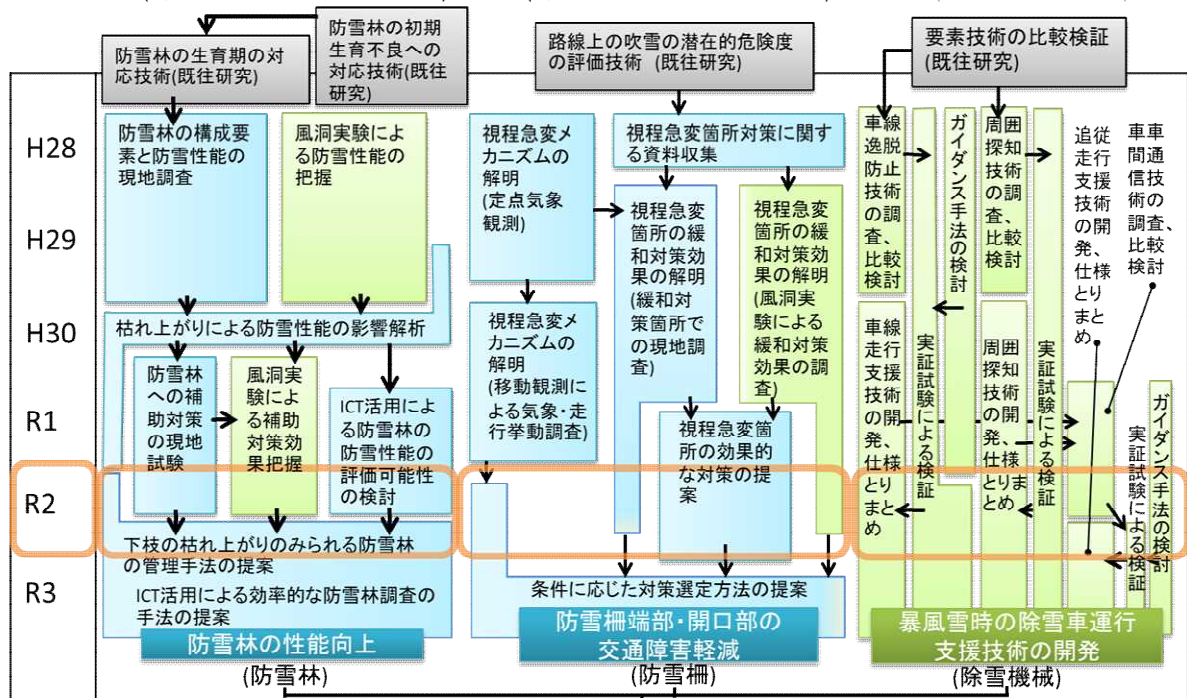 防雪林の生育期の対
応技術(既往研究)
防雪林の初期
生育不良への
対応技術(既往
研究)
路線上の吹雪の潜在的危険度
の評価技術 (既往研究)
要素技術の比較検証
(既往研究)
H28
H29
H30
R1
R2
R3
防雪林の構成要
素と防雪性能の
現地調査
風洞実験によ
る防雪性能の
把握
枯れ上がりによる防雪性能の影響解析
防雪林
への補
助対策
の現地
試験
風洞実
験によ
る補助
対策効
果把握
ICT活用によ
る防雪林の
防雪性能の
評価可能性
の検討
下枝の枯れ上がりのみられる防雪林
の管理手法の提案
ICT活用による効率的な防雪林調査の
手法の提案
防雪林の性能向上
(防雪林)
視程急変メ
カニズムの
解明
(定点気象
観測)
視程急変箇所対策に関す
る資料収集
視程急変
箇所の緩
和対策効
果の解明
(緩和対
策箇所で
の現地調
査)
視程急変
箇所の緩
和対策効
果の解明
(風洞実
験による
緩和対策
効果の調
査)
視程急変メ
カニズムの
解明
(移動観測に
よる気象・走
行挙動調査)
視程急変箇
所の効果的
な対策の提
案
条件に応じた対策選定方法の提案
防雪柵端部・開口部の
交通障害軽減
(防雪柵)
車線
逸脱
防止
技術
の調
査、
比較
検討
ガイダンス手法の検討
周囲
探知
技術
の調
査、
比較
検討
追従
走行
支援
技術
の開
発、
仕様
とり
まと
め
車車
間通
信技
術の
調査、
比較
検討
車線
走行
支援
技術
の開
発、
仕様
とり
まと
め
実証試験による検証
周囲
探知
技術
の開
発、
仕様
とりま
とめ
実証試験による検証
実証試験による検証
ガイダンス手法の検討
暴風雪時の除雪車運行
支援技術の開発
(除雪機械)